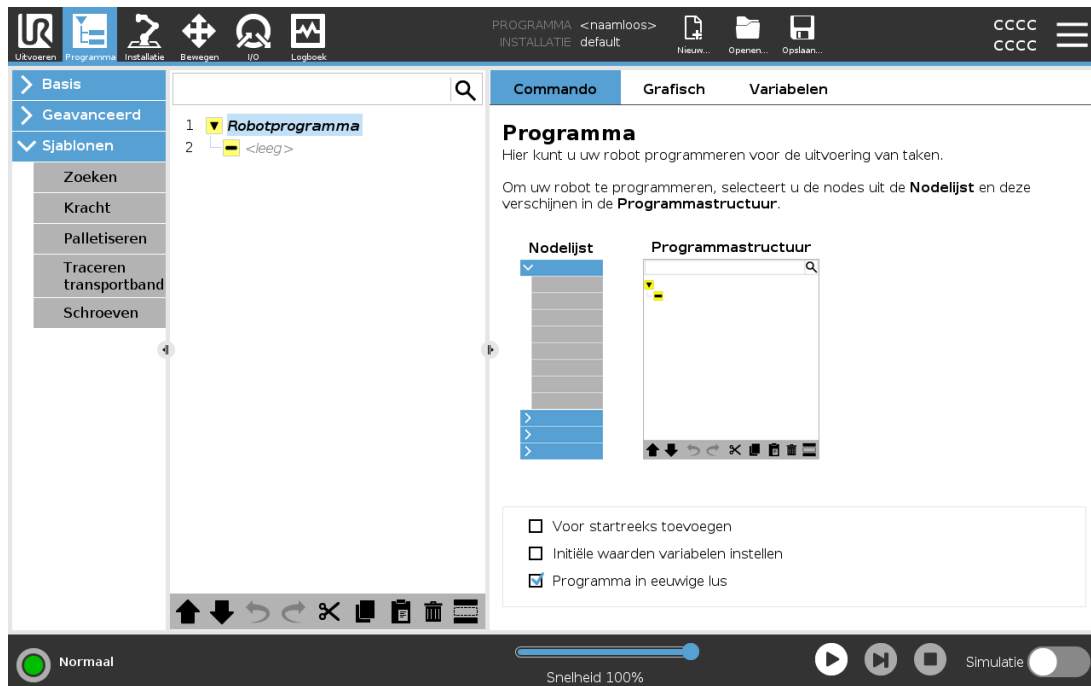 PROGRAMMA <naamloos>
INSTALLATIE default
CCCC
CCCC
Uitvoeren
Programma
Installatie
Bewegen
I/O
Logboek
Nieuw...
Openen...
Opslaan...
Basis
Geavanceerd
Sjablonen
Zoeken
Kracht
Palletiseren
Traceren
transportband
Schroeven
1 Robotprogramma
2 <leeg>
Commando
Grafisch
Variabelen
Programma
Hier kunt u uw robot programmeren voor de uitvoering van taken.
Om uw robot te programmeren, selecteert u de nodes uit de Nodelijst en deze
verschijnen in de Programmastructuur.
Nodelijst
Programmastructuur
Voor startreeks toevoegen
Initiële waarden variabelen instellen
Programma in eeuwige lus
Normaal
Snelheid 100%
Simulatie